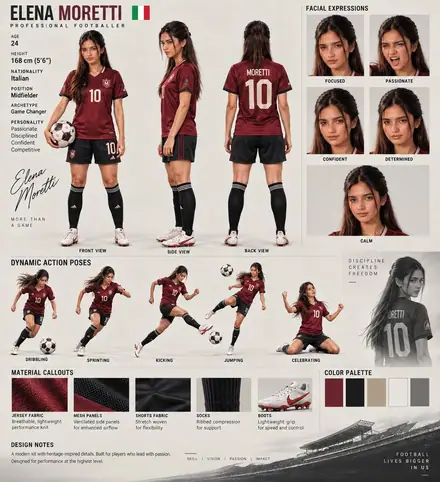 ELENA MORETTI
PROFESSIONAL FOOTBALLER
AGE
24
HEIGHT
168 cm (5'6")
NATIONALITY
Italian
POSITION
Midfielder
ARCHETYPE
Game Changer
PERSONALITY
Passionate
Disciplined
Confident
Competitive
Elena
Moretti
MORE THAN
A GAME
10
10
MORETTI
10
FRONT VIEW
SIDE VIEW
BACK VIEW
FACIAL EXPRESSIONS
FOCUSED
PASSIONATE
CONFIDENT
DETERMINED
CALM
DYNAMIC ACTION POSES
10
10
10
10
10
DRIBBLING
SPRINTING
KICKING
JUMPING
CELEBRATING
DISCIPLINE
CREATES
FREEDOM
MORETTI
10
MATERIAL CALLOUTS
JERSEY FABRIC
Breathable, lightweight
performance knit
MESH PANELS
Ventilated side panels
for enhanced airflow
SHORTS FABRIC
Stretch woven
for flexibility
SOCKS
Ribbed compression
for support
BOOTS
Lightweight grip
for speed and control
COLOR PALETTE
DESIGN NOTES
A modern kit with heritage-inspired details. Built for players who lead with passion.
Designed for performance at the highest level.
SKILL | VISION | PASSION | IMPACT
FOOTBALL
LIVES BIGGER
IN US